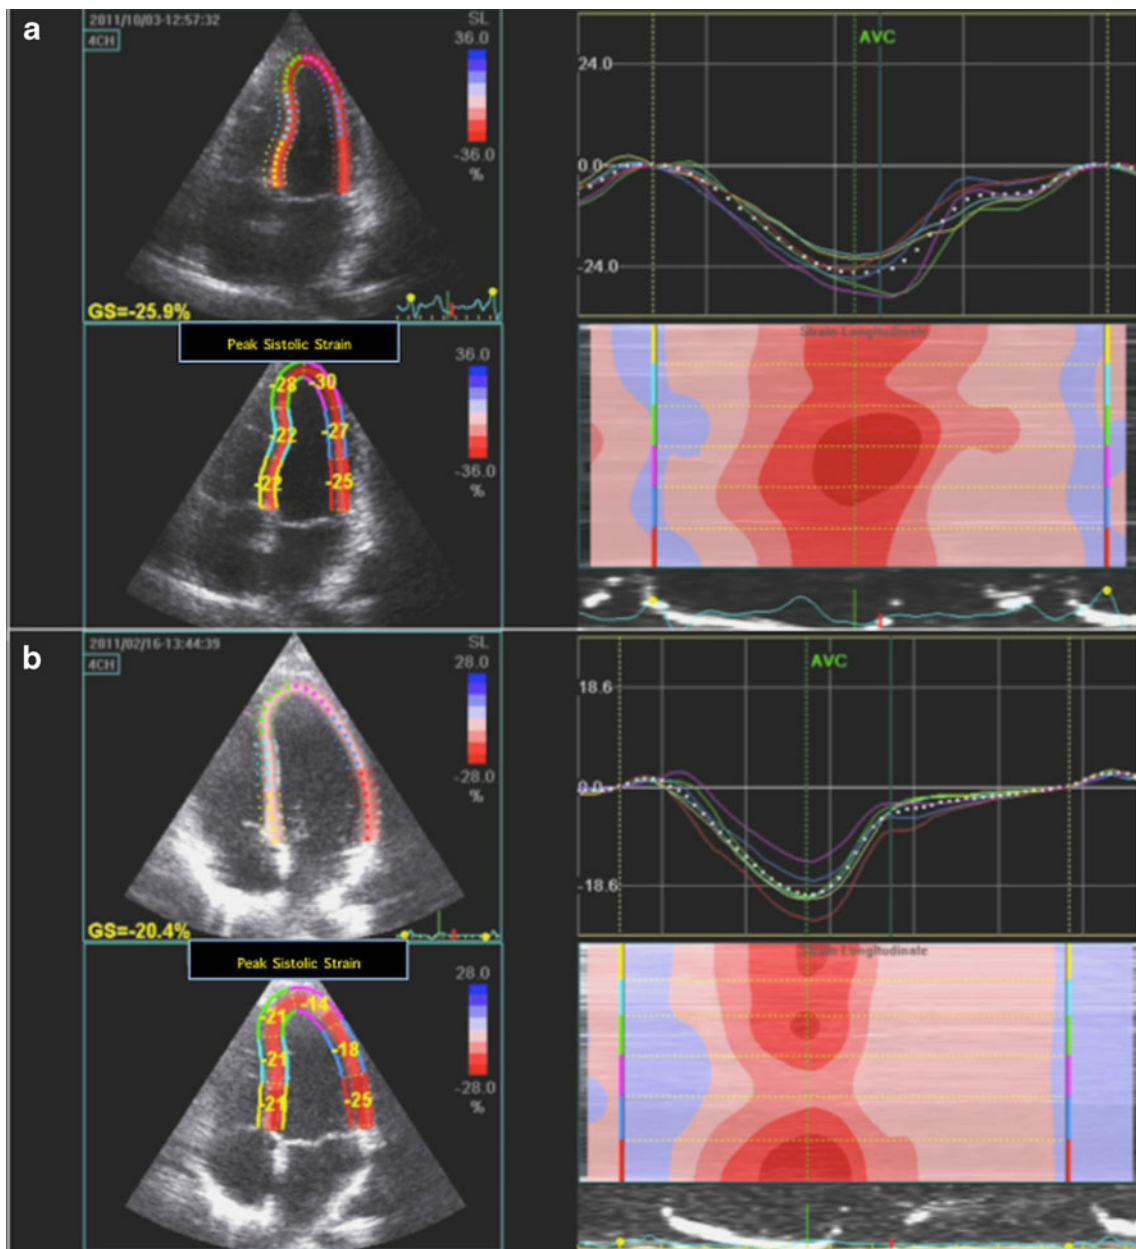 a
2011/10/03-12:57:32
4CH
SL
36.0
-36.0
%
GS=-25.9%
AVC
24.0
0.0
-24.0
Peak Sistolic Strain
36.0
-36.0
%
-28
-30
-22
-27
-22
-25
Strain Longitudinale
b
2011/02/16-13:44:39
4CH
SL
28.0
-28.0
%
GS=-20.4%
AVC
18.6
0.0
-18.6
Peak Sistolic Strain
28.0
-28.0
%
-21
-14
-21
-18
-21
-25
Strain Longitudinale